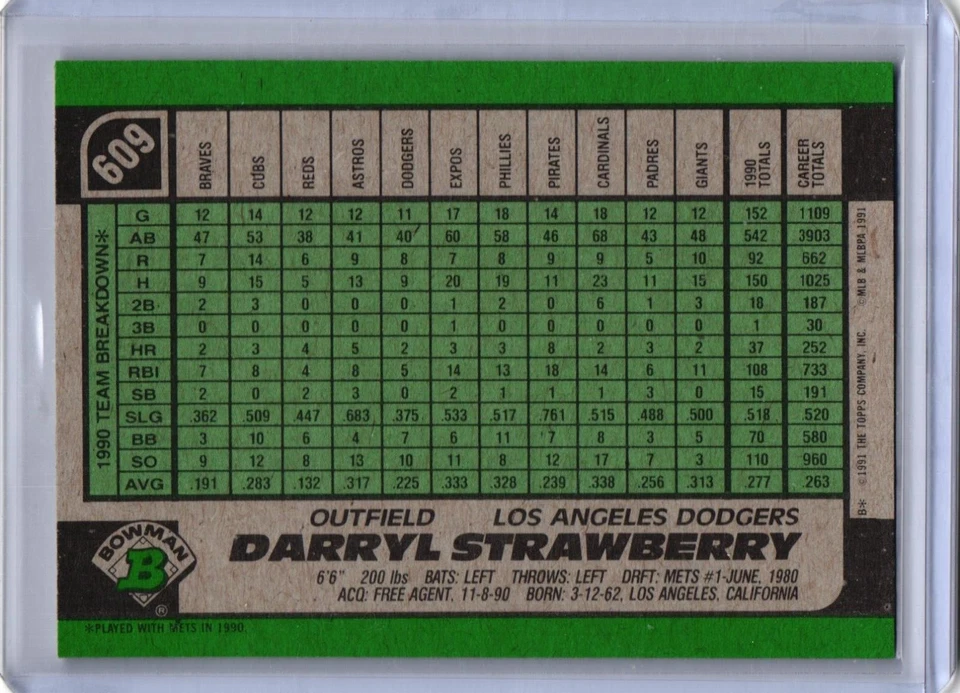 609
BRAVES CUBS REDS ASTROS DODGERS EXPOS PHILLIES PIRATES CARDINALS PADRES GIANTS 1990 TOTALS CAREER TOTALS
1990 TEAM BREAKDOWN*
G 12 14 12 12 11 17 18 14 18 12 12 152 1109
AB 47 53 38 41 40 60 58 46 68 43 48 542 3903
R 7 14 6 9 8 7 8 9 9 5 10 92 662
H 9 15 5 13 9 20 19 11 23 11 15 150 1025
2B 2 3 0 0 0 1 2 0 6 1 3 18 187
3B 0 0 0 0 0 1 0 0 0 0 0 1 30
HR 2 3 4 5 2 3 3 8 2 3 2 37 252
RBI 7 8 4 8 5 14 13 18 14 6 11 108 733
SB 2 0 2 3 0 2 1 1 1 3 0 15 191
SLG .362 .509 .447 .683 .375 .533 .517 .761 .515 .488 .500 .518 .520
BB 3 10 6 4 7 6 11 7 8 3 5 70 580
SO 9 12 8 13 10 11 8 12 17 7 3 110 960
AVG .191 .283 .132 .317 .225 .333 .328 .239 .338 .256 .313 .277 .263
B* ©1991 THE TOPPS COMPANY, INC. ©MLB & MLBPA 1991
OUTFIELD LOS ANGELES DODGERS
DARRYL STRAWBERRY
6'6" 200 lbs BATS: LEFT THROWS: LEFT DRFT: METS #1-JUNE, 1980
ACQ: FREE AGENT, 11-8-90 BORN: 3-12-62, LOS ANGELES, CALIFORNIA
BOWMAN
B
®
*PLAYED WITH METS IN 1990.